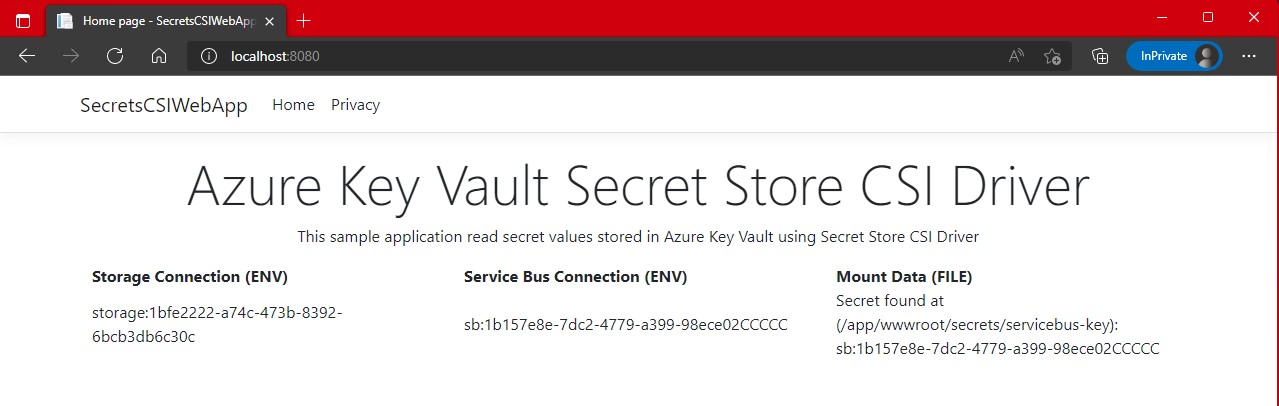 Home page - SecretsCSIWebApp
localhost:8080
InPrivate
SecretsCSIWebApp Home Privacy
Azure Key Vault Secret Store CSI Driver
This sample application read secret values stored in Azure Key Vault using Secret Store CSI Driver
Storage Connection (ENV)
storage:1bfe2222-a74c-473b-8392-
6bcb3db6c30c
Service Bus Connection (ENV)
sb:1b157e8e-7dc2-4779-a399-98ece02CCCCC
Mount Data (FILE)
Secret found at
(/app/wwwroot/secrets/servicebus-key):
sb:1b157e8e-7dc2-4779-a399-98ece02CCCCC